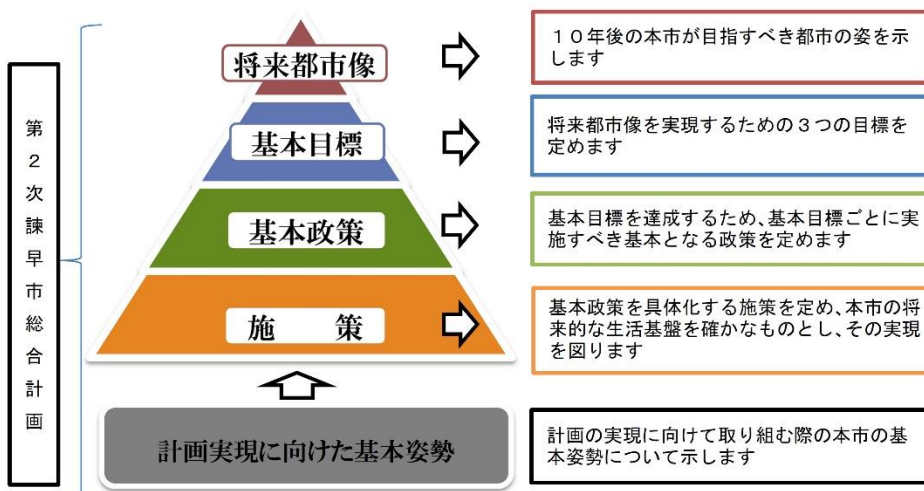 第2次諫早市総合計画
将来都市像
１０年後の本市が目指すべき都市の姿を示
します
基本目標
将来都市像を実現するための３つの目標を
定めます
基本政策
基本目標を達成するため、基本目標ごとに実
施すべき基本となる政策を定めます
施　策
基本政策を具体化する施策を定め、本市の将
来的な生活基盤を確かなものとし、その実現
を図ります
計画実現に向けた基本姿勢
計画の実現に向けて取り組む際の本市の基
本姿勢について示します